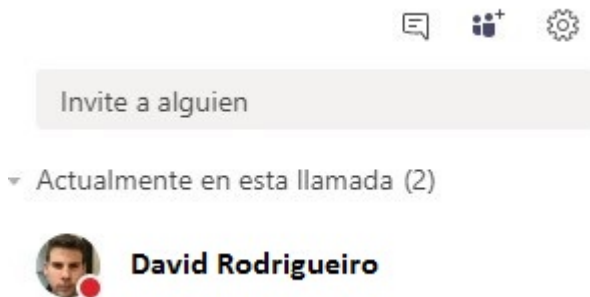 Invite a alguien
Actualmente en esta llamada (2)
David Rodrigueiro